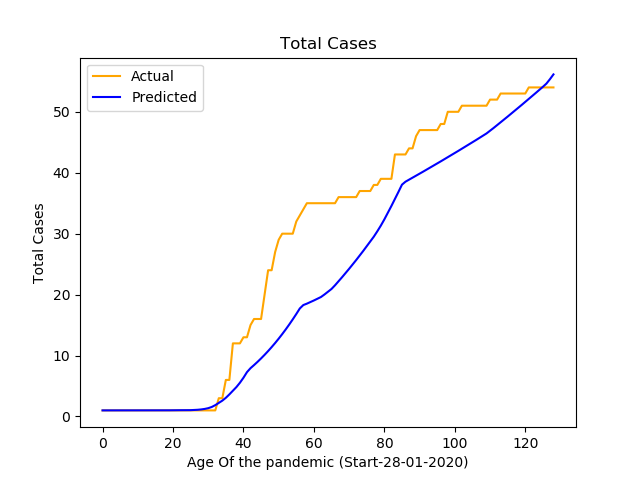 Total Cases
Actual
Predicted
Total Cases
50
40
30
20
10
0
0 20 40 60 80 100 120
Age Of the pandemic (Start-28-01-2020)